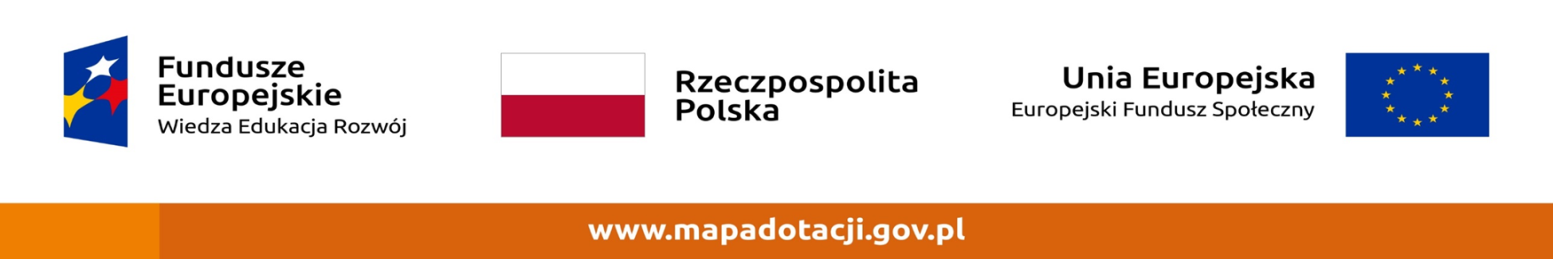 Fundusze
Europejskie
Wiedza Edukacja Rozwój
Rzeczpospolita
Polska
Unia Europejska
Europejski Fundusz Społeczny
www.mapadotacji.gov.pl